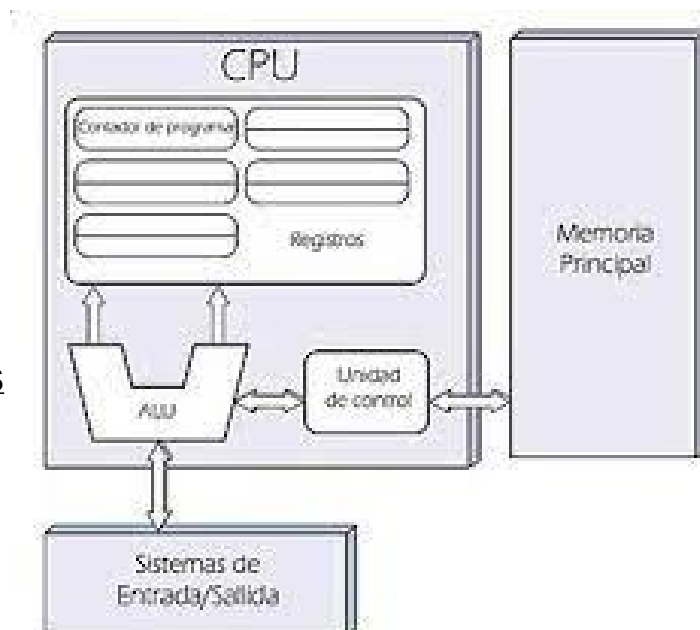 CPU
Contador de programa
Registros
Memoria
Principal
Unidad
de control
ALU
s
Sistemas de
Entrada/Salida